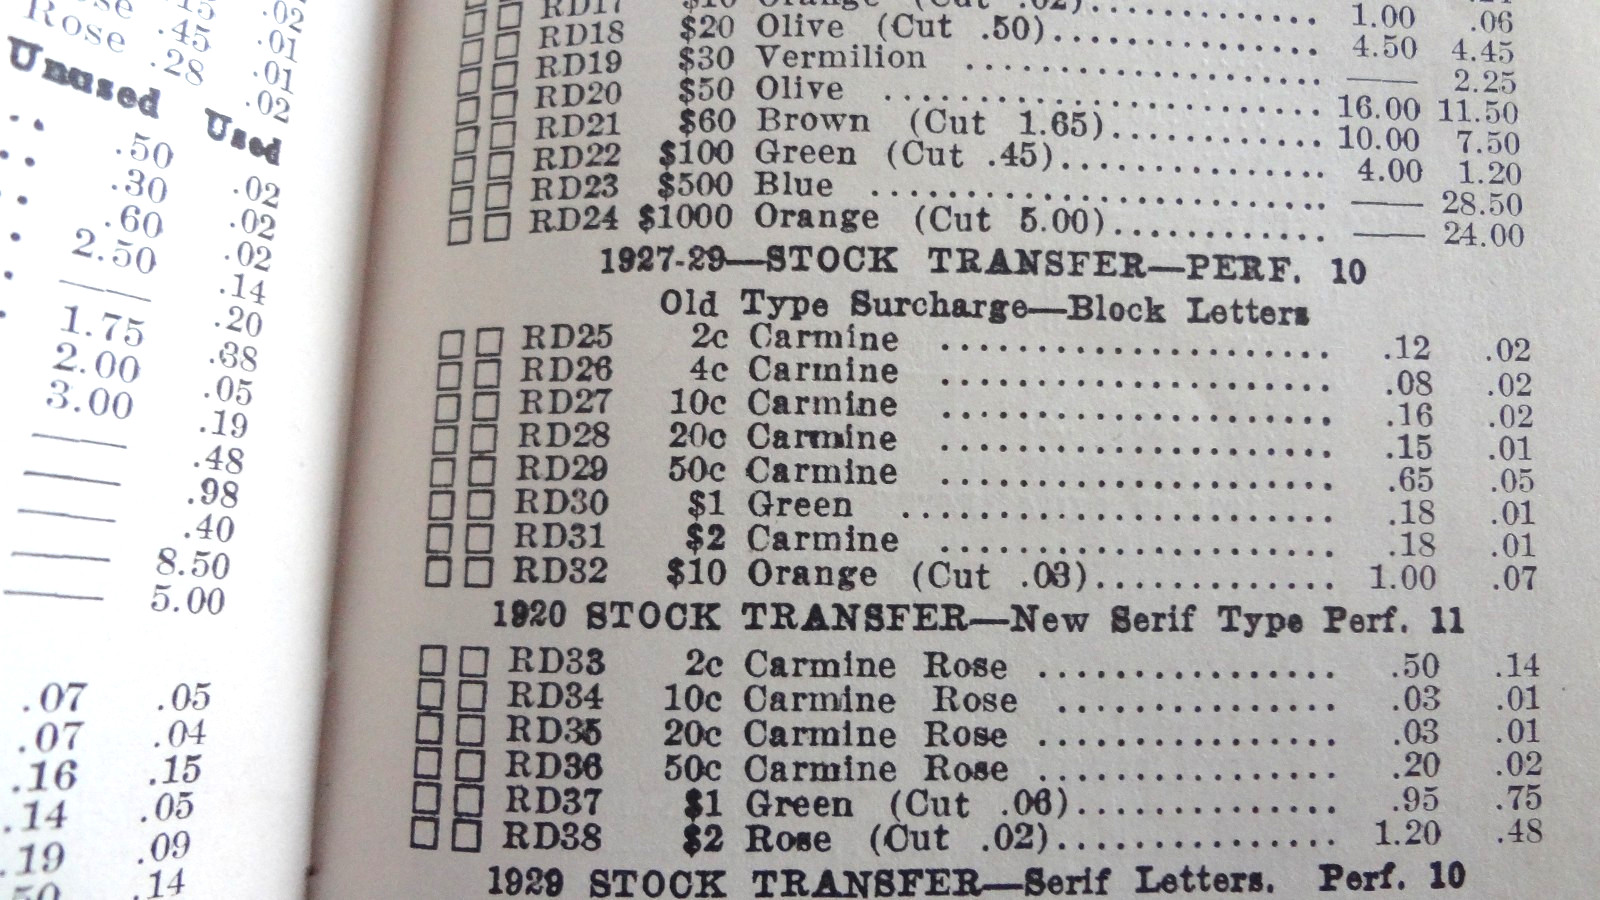 .15 .02
Rose .45 .01
.28 .01
.02
Unused Used
.50 .02
.30 .02
.60 .02
2.50 .14
—— .20
1.75 .38
2.00 .05
3.00 .19
—— .48
—— .98
—— .40
—— 8.50
—— 5.00
.07 .05
.07 .04
.16 .15
.14 .05
.19 .09
.14
RD17 $10 Orange (Cut .02).............. 1.00 .06
RD18 $20 Olive (Cut .50)................ 4.50 4.45
RD19 $30 Vermilion .................... —— 2.25
RD20 $50 Olive ........................ 16.00 11.50
RD21 $60 Brown (Cut 1.65)............. 10.00 7.50
RD22 $100 Green (Cut .45)............... 4.00 1.20
RD23 $500 Blue ......................... —— 28.50
RD24 $1000 Orange (Cut 5.00)............ —— 24.00
1927-29—STOCK TRANSFER—PERF. 10
Old Type Surcharge—Block Letters
RD25 2c Carmine ...................... .12 .02
RD26 4c Carmine ...................... .08 .02
RD27 10c Carmine ...................... .16 .02
RD28 20c Carmine ...................... .15 .01
RD29 50c Carmine ...................... .65 .05
RD30 $1 Green ........................ .18 .01
RD31 $2 Carmine ...................... .18 .01
RD32 $10 Orange (Cut .03)............. 1.00 .07
1920 STOCK TRANSFER—New Serif Type Perf. 11
RD33 2c Carmine Rose ................ .50 .14
RD34 10c Carmine Rose ............... .03 .01
RD35 20c Carmine Rose ................ .03 .01
RD36 50c Carmine Rose ................ .20 .02
RD37 $1 Green (Cut .06).............. .95 .75
RD38 $2 Rose (Cut .02)............... 1.20 .48
1929 STOCK TRANSFER—Serif Letters. Perf. 10